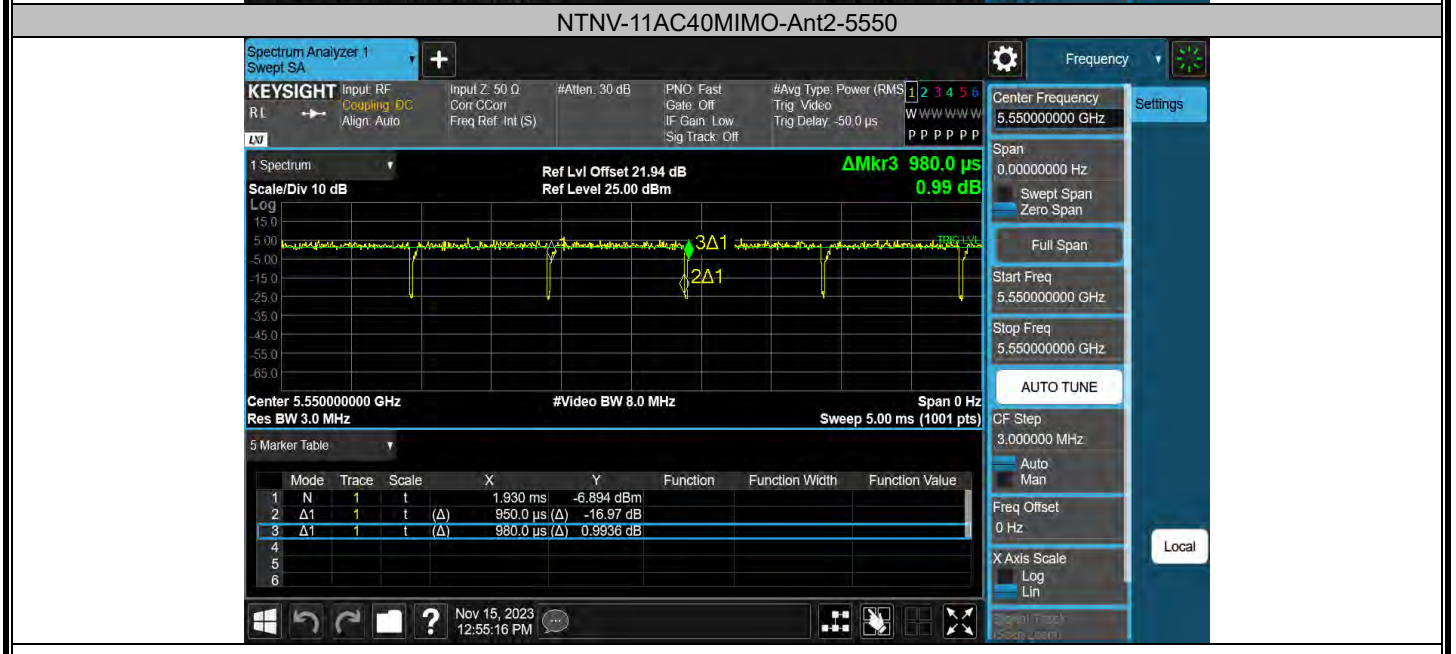 NTNV-11AC40MIMO-Ant2-5550
Spectrum Analyzer 1
Swept SA
Frequency
KEYSIGHT
RL
LXI
Input: RF
Coupling: DC
Align: Auto
Input Z: 50 Ω
Corr CCorr
Freq Ref: Int (S)
#Atten: 30 dB
PNO: Fast
Gate: Off
IF Gain: Low
Sig Track: Off
#Avg Type: Power (RMS
Trig: Video
Trig Delay: -50.0 µs
1 2 3 4 5 6
W W W W W W
P P P P P P
1 Spectrum
Scale/Div 10 dB
Log
Ref Lvl Offset 21.94 dB
Ref Level 25.00 dBm
ΔMkr3 980.0 µs
0.99 dB
15.0
5.00
-5.00
-15.0
-25.0
-35.0
-45.0
-55.0
-65.0
3Δ1
2Δ1
TRIG LVL
Center 5.550000000 GHz
#Video BW 8.0 MHz
Span 0 Hz
Res BW 3.0 MHz
Sweep 5.00 ms (1001 pts)
5 Marker Table
Mode Trace Scale X Y Function Function Width Function Value
1 N 1 t 1.930 ms -6.894 dBm
2 Δ1 1 t (Δ) 950.0 µs (Δ) -16.97 dB
3 Δ1 1 t (Δ) 980.0 µs (Δ) 0.9936 dB
4
5
6
?
Nov 15, 2023
12:55:16 PM
Center Frequency
5.550000000 GHz
Settings
Span
0.00000000 Hz
Swept Span
Zero Span
Full Span
Start Freq
5.550000000 GHz
Stop Freq
5.550000000 GHz
AUTO TUNE
CF Step
3.000000 MHz
Auto
Man
Freq Offset
0 Hz
X Axis Scale
Log
Lin
Local
Signal Track
(Span Zoom)